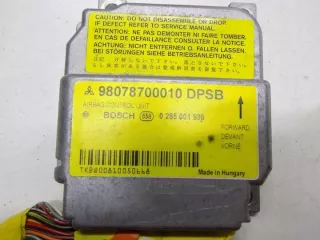 CAUTION: DO NOT DISASSEMBLE OR DROP,
IF DEFECT REFER TO SERVICE MANUAL.
ATTENTION: NE PAS DEMONTER NI FAIRE TOMBER,
EN CAS DE DEFAILLANCE CONSULTER LA NOTICE.
ACHTUNG: NICHT ENTFERNEN O. FALLEN LASSEN,
BEI STÖRUNGEN SIEHE BETRIEBSANLEITUNG.
98078700010 DPSB
AIRBAG CONTROL UNIT
BOSCH 0 285 001 926
FORWARD
DEVANT
VORNE
Made in Hungary